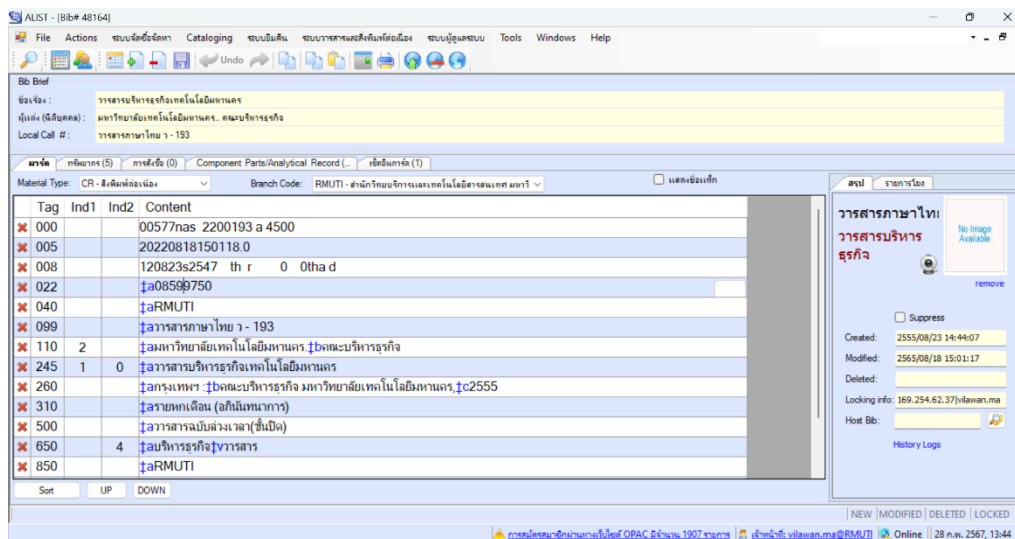 ALIST - [Bib# 48164]
File Actions ระบบจัดซื้อจัดหา Cataloging ระบบยืมคืน ระบบวารสารและสิ่งพิมพ์ต่อเนื่อง ระบบผู้ดูแลระบบ Tools Windows Help
Undo
Bib Brief
ชื่อเรื่อง : วารสารบริหารธุรกิจเทคโนโลยีมหานคร
ผู้แต่ง (นิติบุคคล) : มหาวิทยาลัยเทคโนโลยีมหานคร.. คณะบริหารธุรกิจ
Local Call # : วารสารภาษาไทย ว - 193
มาร์ค ทรัพยากร (5) การสั่งซื้อ (0) Component Parts/Analytical Record (... เช็คอินการ์ด (1)
Material Type: CR - สิ่งพิมพ์ต่อเนื่อง Branch Code: RMUTI - สำนักวิทยบริการและเทคโนโลยีสารสนเทศ มหาวิ แสดงชื่อแท็ก
Tag Ind1 Ind2 Content
000 00577nas 2200193 a 4500
005 20220818150118.0
008 120823s2547 th r 0 0tha d
022 ‡a08599750
040 ‡aRMUTI
099 ‡aวารสารภาษาไทย ว - 193
110 2 ‡aมหาวิทยาลัยเทคโนโลยีมหานคร.‡bคณะบริหารธุรกิจ
245 1 0 ‡aวารสารบริหารธุรกิจเทคโนโลยีมหานคร
260 ‡aกรุงเทพฯ :‡bคณะบริหารธุรกิจ มหาวิทยาลัยเทคโนโลยีมหานคร,‡c2555
310 ‡aรายหกเดือน (อภินันทนาการ)
500 ‡aวารสารฉบับล่วงเวลา(ชั้นปิด)
650 4 ‡aบริหารธุรกิจ‡vวารสาร
850 ‡aRMUTI
Sort UP DOWN
สรุป รายการโยง
วารสารภาษาไทย
วารสารบริหาร
ธุรกิจ
No Image
Available
remove
Suppress
Created: 2555/08/23 14:44:07
Modified: 2565/08/18 15:01:17
Deleted:
Locking info: 169.254.62.37|vilawan.ma
Host Bib:
History Logs
NEW MODIFIED DELETED LOCKED
การสมัครสมาชิกผ่านทางเว็บไซต์ OPAC มีจำนวน 1907 รายการ เจ้าหน้าที่: vilawan.ma@RMUTI Online 28 ก.พ. 2567, 13:44